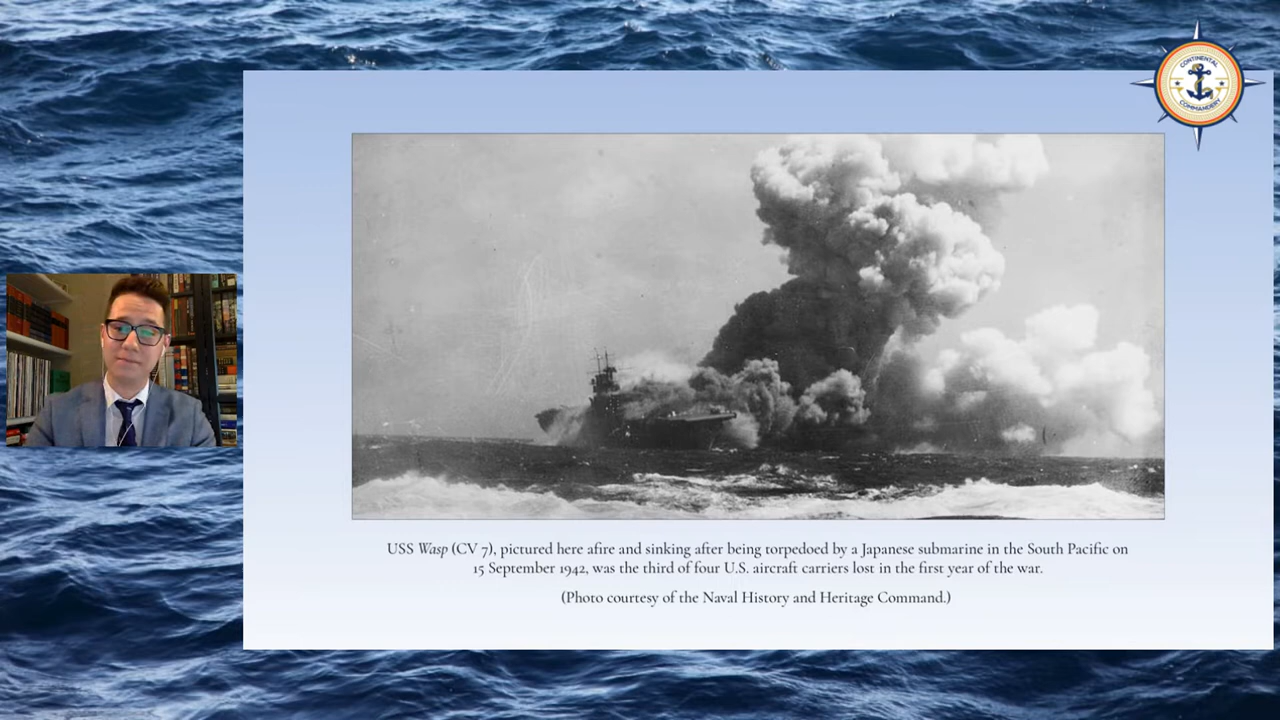 CONTINENTAL
COMMANDERY
USS Wasp (CV 7), pictured here afire and sinking after being torpedoed by a Japanese submarine in the South Pacific on
15 September 1942, was the third of four U.S. aircraft carriers lost in the first year of the war.
(Photo courtesy of the Naval History and Heritage Command.)